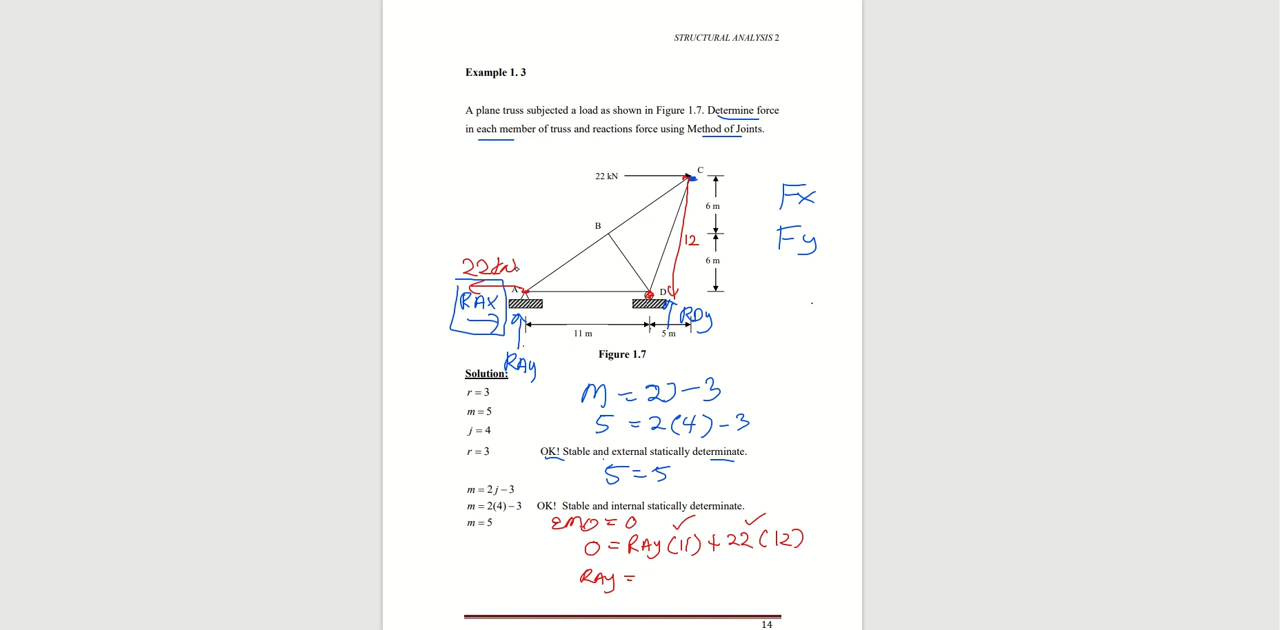 STRUCTURAL ANALYSIS 2
Example 1. 3
A plane truss subjected a load as shown in Figure 1.7. Determine force
in each member of truss and reactions force using Method of Joints.
C
22 kN
Fx
6 m
B
Fy
12
6 m
22kN
A
D
RAX
RDy
11 m
5 m
Figure 1.7
RAy
Solution:
r = 3
m = 2J - 3
m = 5
5 = 2(4) - 3
j = 4
r = 3 OK! Stable and external statically determinate.
5 = 5
m = 2j - 3
m = 2(4) - 3 OK! Stable and internal statically determinate.
m = 5
ΣMD = 0
0 = RAy (11) + 22 (12)
RAy =
14